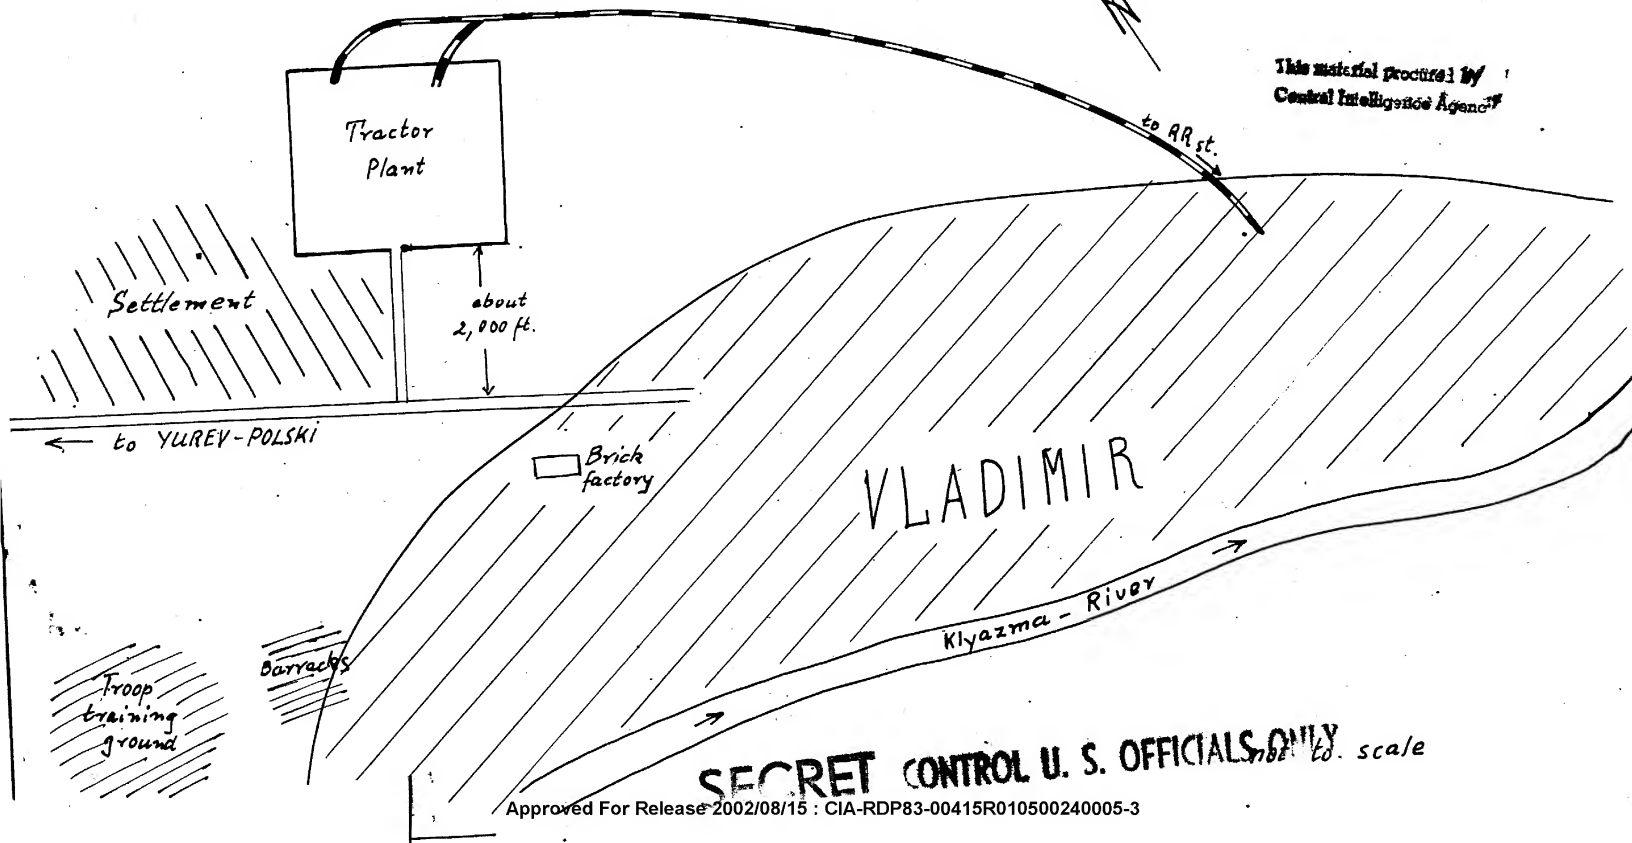 N
This material procured by
Central Intelligence Agency
to RR st.
Tractor
Plant
Settlement
about
2,000 ft.
← to YUREV-POLSKI
Brick
factory
VLADIMIR
Klyazma - River
Barracks
Troop
training
ground
SECRET CONTROL U. S. OFFICIALS ONLY
not to scale
Approved For Release 2002/08/15 : CIA-RDP83-00415R010500240005-3